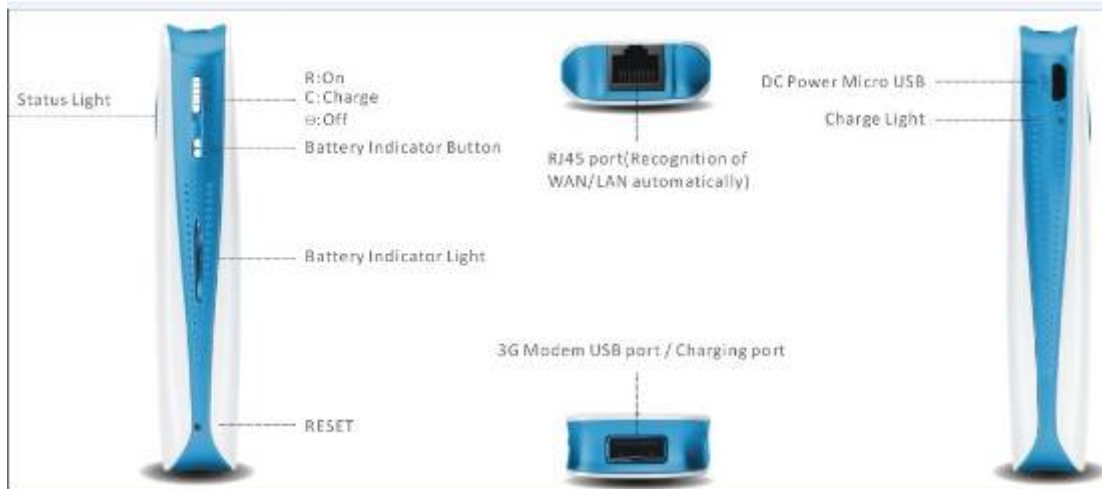 Status Light
R:On
C:Charge
⊖:Off
Battery Indicator Button
Battery Indicator Light
RESET
RJ45 port(Recognition of
WAN/LAN automatically)
3G Modem USB port / Charging port
DC Power Micro USB
Charge Light